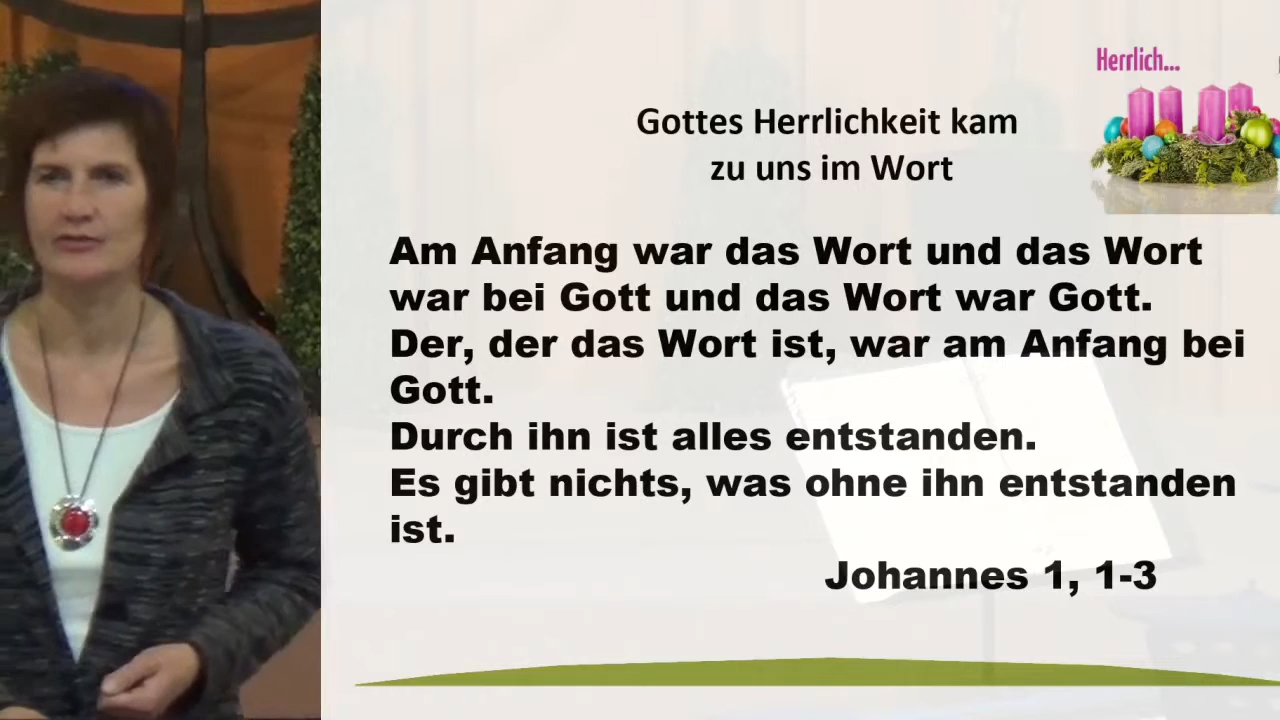 Herrlich...
Gottes Herrlichkeit kam
zu uns im Wort
Am Anfang war das Wort und das Wort
war bei Gott und das Wort war Gott.
Der, der das Wort ist, war am Anfang bei
Gott.
Durch ihn ist alles entstanden.
Es gibt nichts, was ohne ihn entstanden
ist.
Johannes 1, 1-3